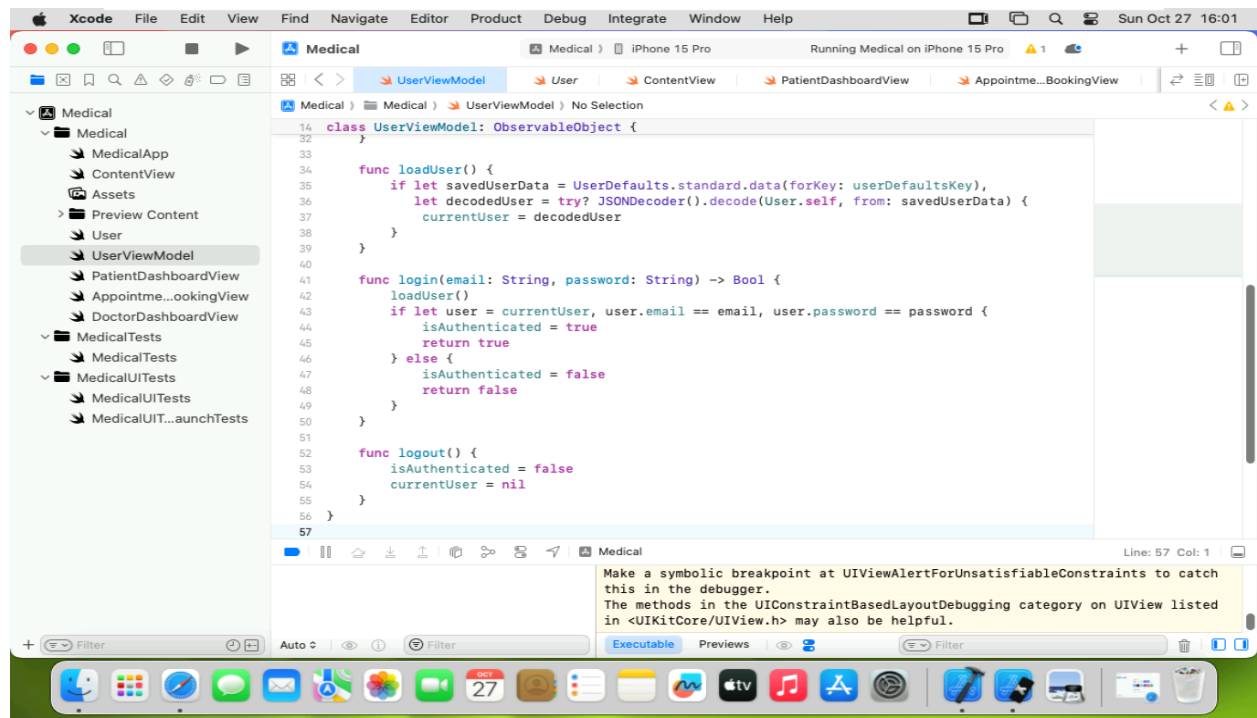 Xcode File Edit View Find Navigate Editor Product Debug Integrate Window Help Sun Oct 27 16:01
Medical
Medical ⟩ iPhone 15 Pro
Running Medical on iPhone 15 Pro
1
UserViewModel
User
ContentView
PatientDashboardView
Appointme...BookingView
Medical ⟩ Medical ⟩ UserViewModel ⟩ No Selection
Medical
Medical
MedicalApp
ContentView
Assets
Preview Content
User
UserViewModel
PatientDashboardView
Appointme...ookingView
DoctorDashboardView
MedicalTests
MedicalTests
MedicalUITests
MedicalUITests
MedicalUIT...aunchTests
14 class UserViewModel: ObservableObject {
32 }
33
34 func loadUser() {
35 if let savedUserData = UserDefaults.standard.data(forKey: userDefaultsKey),
36 let decodedUser = try? JSONDecoder().decode(User.self, from: savedUserData) {
37 currentUser = decodedUser
38 }
39 }
40
41 func login(email: String, password: String) -> Bool {
42 loadUser()
43 if let user = currentUser, user.email == email, user.password == password {
44 isAuthenticated = true
45 return true
46 } else {
47 isAuthenticated = false
48 return false
49 }
50 }
51
52 func logout() {
53 isAuthenticated = false
54 currentUser = nil
55 }
56 }
57
Medical
Line: 57 Col: 1
Make a symbolic breakpoint at UIViewAlertForUnsatisfiableConstraints to catch
this in the debugger.
The methods in the UIConstraintBasedLayoutDebugging category on UIView listed
in <UIKitCore/UIView.h> may also be helpful.
Filter
Auto
Filter
Executable
Previews
Filter
OCT
27
tv